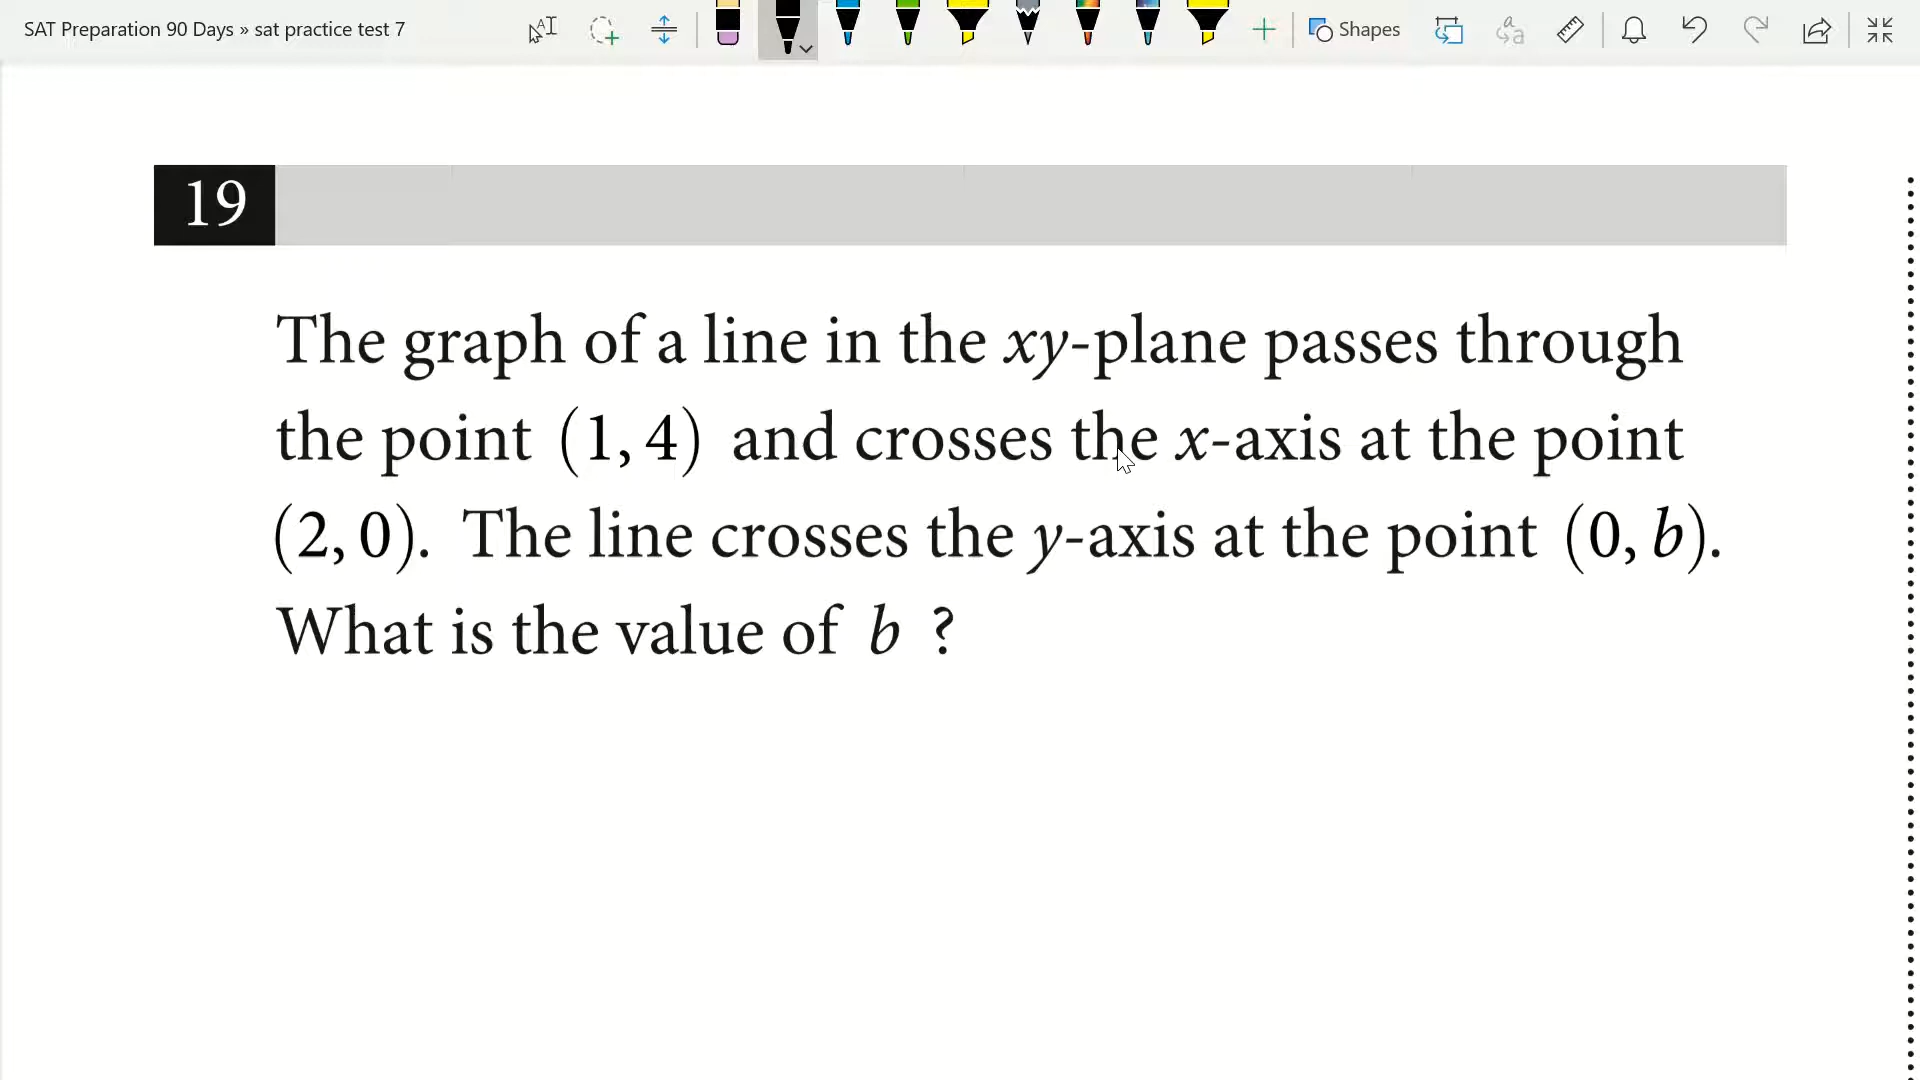 SAT Preparation 90 Days » sat practice test 7
Shapes
19
The graph of a line in the xy-plane passes through
the point (1, 4) and crosses the x-axis at the point
(2, 0). The line crosses the y-axis at the point (0, b).
What is the value of b ?